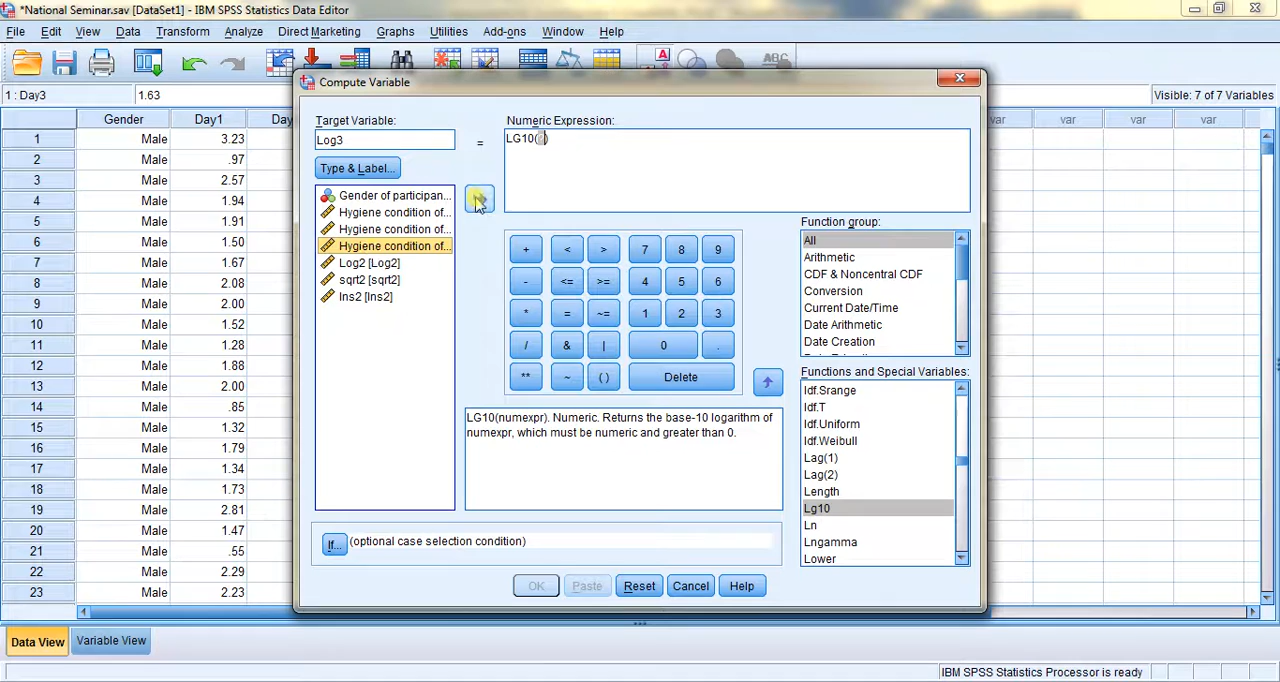 *National Seminar.sav [DataSet1] - IBM SPSS Statistics Data Editor
File Edit View Data Transform Analyze Direct Marketing Graphs Utilities Add-ons Window Help
1 : Day3 1.63 Visible: 7 of 7 Variables
Gender Day1 var var var var
1 Male 3.23
2 Male .97
3 Male 2.57
4 Male 1.94
5 Male 1.91
6 Male 1.50
7 Male 1.67
8 Male 2.08
9 Male 2.00
10 Male 1.52
11 Male 1.28
12 Male 1.88
13 Male 2.00
14 Male .85
15 Male 1.32
16 Male 1.79
17 Male 1.34
18 Male 1.73
19 Male 2.81
20 Male 1.47
21 Male .55
22 Male 2.29
23 Male 2.23
Compute Variable
Target Variable:
Log3
=
Numeric Expression:
LG10( )
Type & Label...
Gender of participan...
Hygiene condition of...
Hygiene condition of...
Hygiene condition of...
Log2 [Log2]
sqrt2 [sqrt2]
Ins2 [Ins2]
+ < > 7 8 9
- <= >= 4 5 6
* = ~= 1 2 3
/ & | 0 .
** ~ ( ) Delete
Function group:
All
Arithmetic
CDF & Noncentral CDF
Conversion
Current Date/Time
Date Arithmetic
Date Creation
Functions and Special Variables:
Idf.Srange
Idf.T
Idf.Uniform
Idf.Weibull
Lag(1)
Lag(2)
Length
Lg10
Ln
Lngamma
Lower
LG10(numexpr). Numeric. Returns the base-10 logarithm of
numexpr, which must be numeric and greater than 0.
If... (optional case selection condition)
OK Paste Reset Cancel Help
Data View Variable View
IBM SPSS Statistics Processor is ready